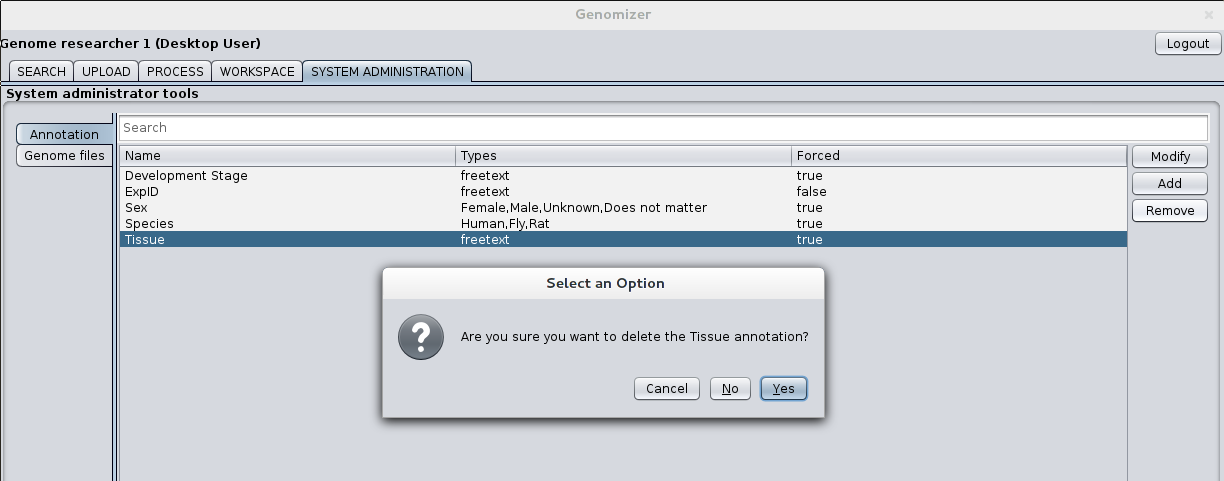 Genomizer
Genome researcher 1 (Desktop User)
Logout
SEARCH UPLOAD PROCESS WORKSPACE SYSTEM ADMINISTRATION
System administrator tools
Annotation
Genome files
Search
Name Types Forced
Development Stage freetext true
ExpID freetext false
Sex Female,Male,Unknown,Does not matter true
Species Human,Fly,Rat true
Tissue freetext true
Modify
Add
Remove
Select an Option
?
Are you sure you want to delete the Tissue annotation?
Cancel No Yes